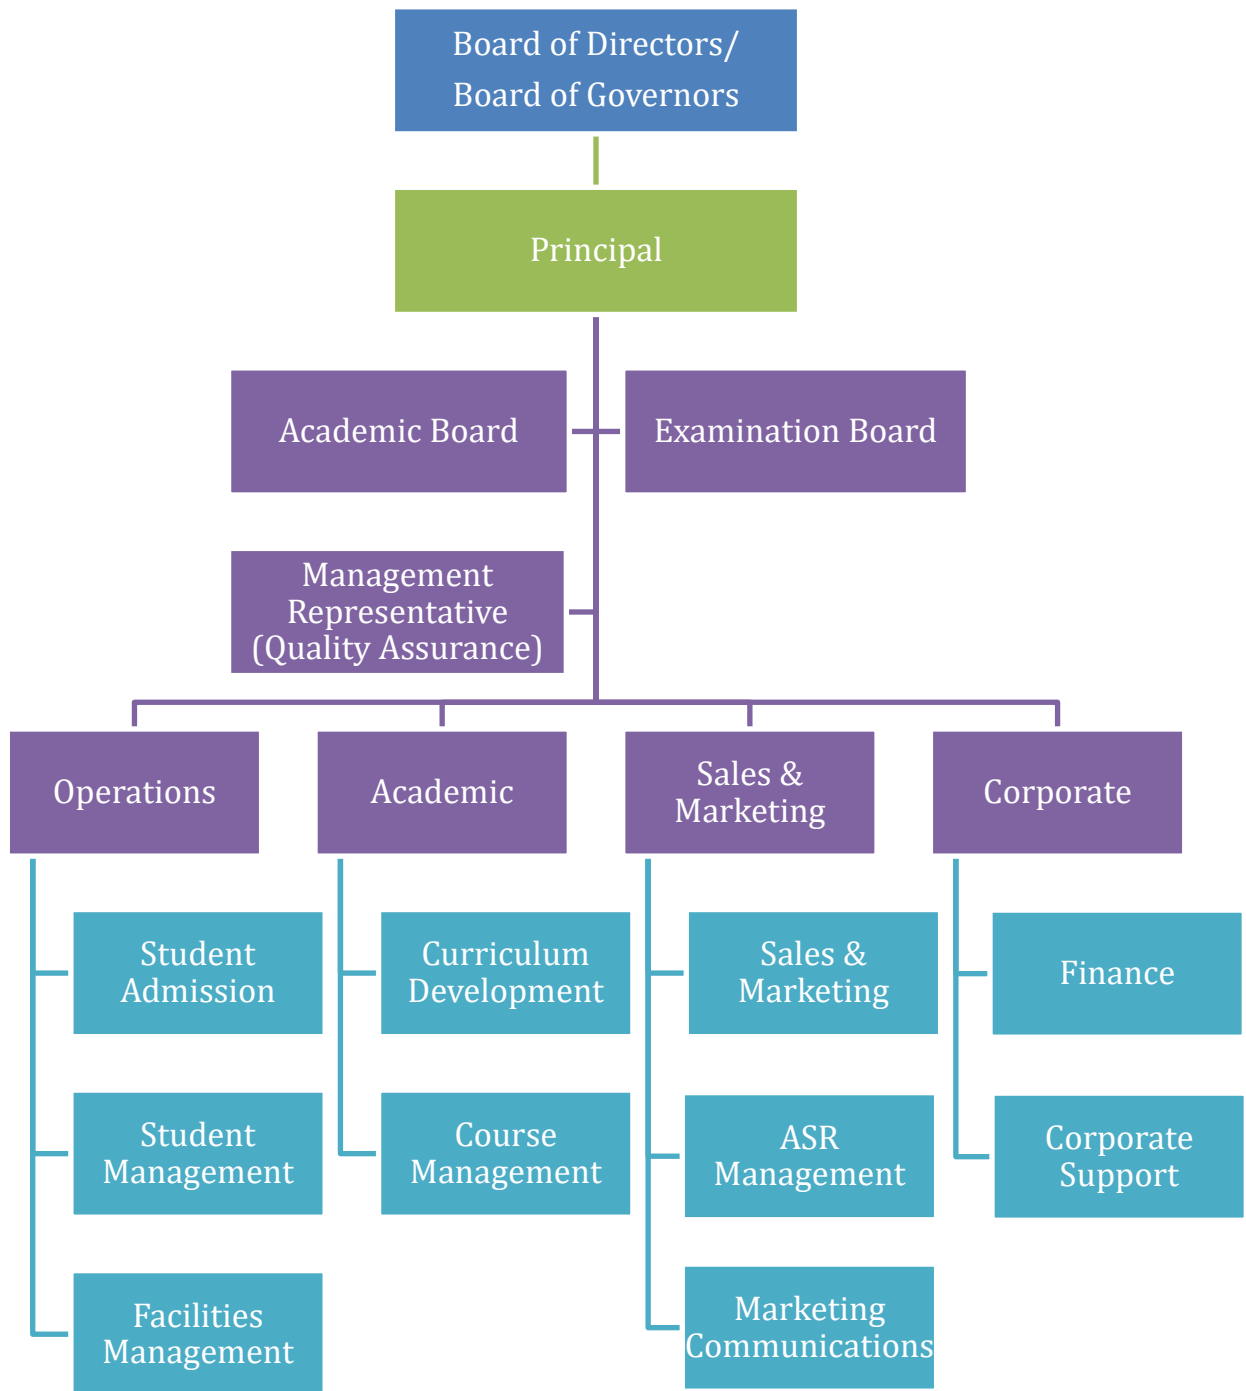 Board of Directors/
Board of Governors
Principal
Academic Board
Examination Board
Management
Representative
(Quality Assurance)
Operations
Academic
Sales &
Marketing
Corporate
Student
Admission
Curriculum
Development
Sales &
Marketing
Finance
Student
Management
Course
Management
ASR
Management
Corporate
Support
Facilities
Management
Marketing
Communications